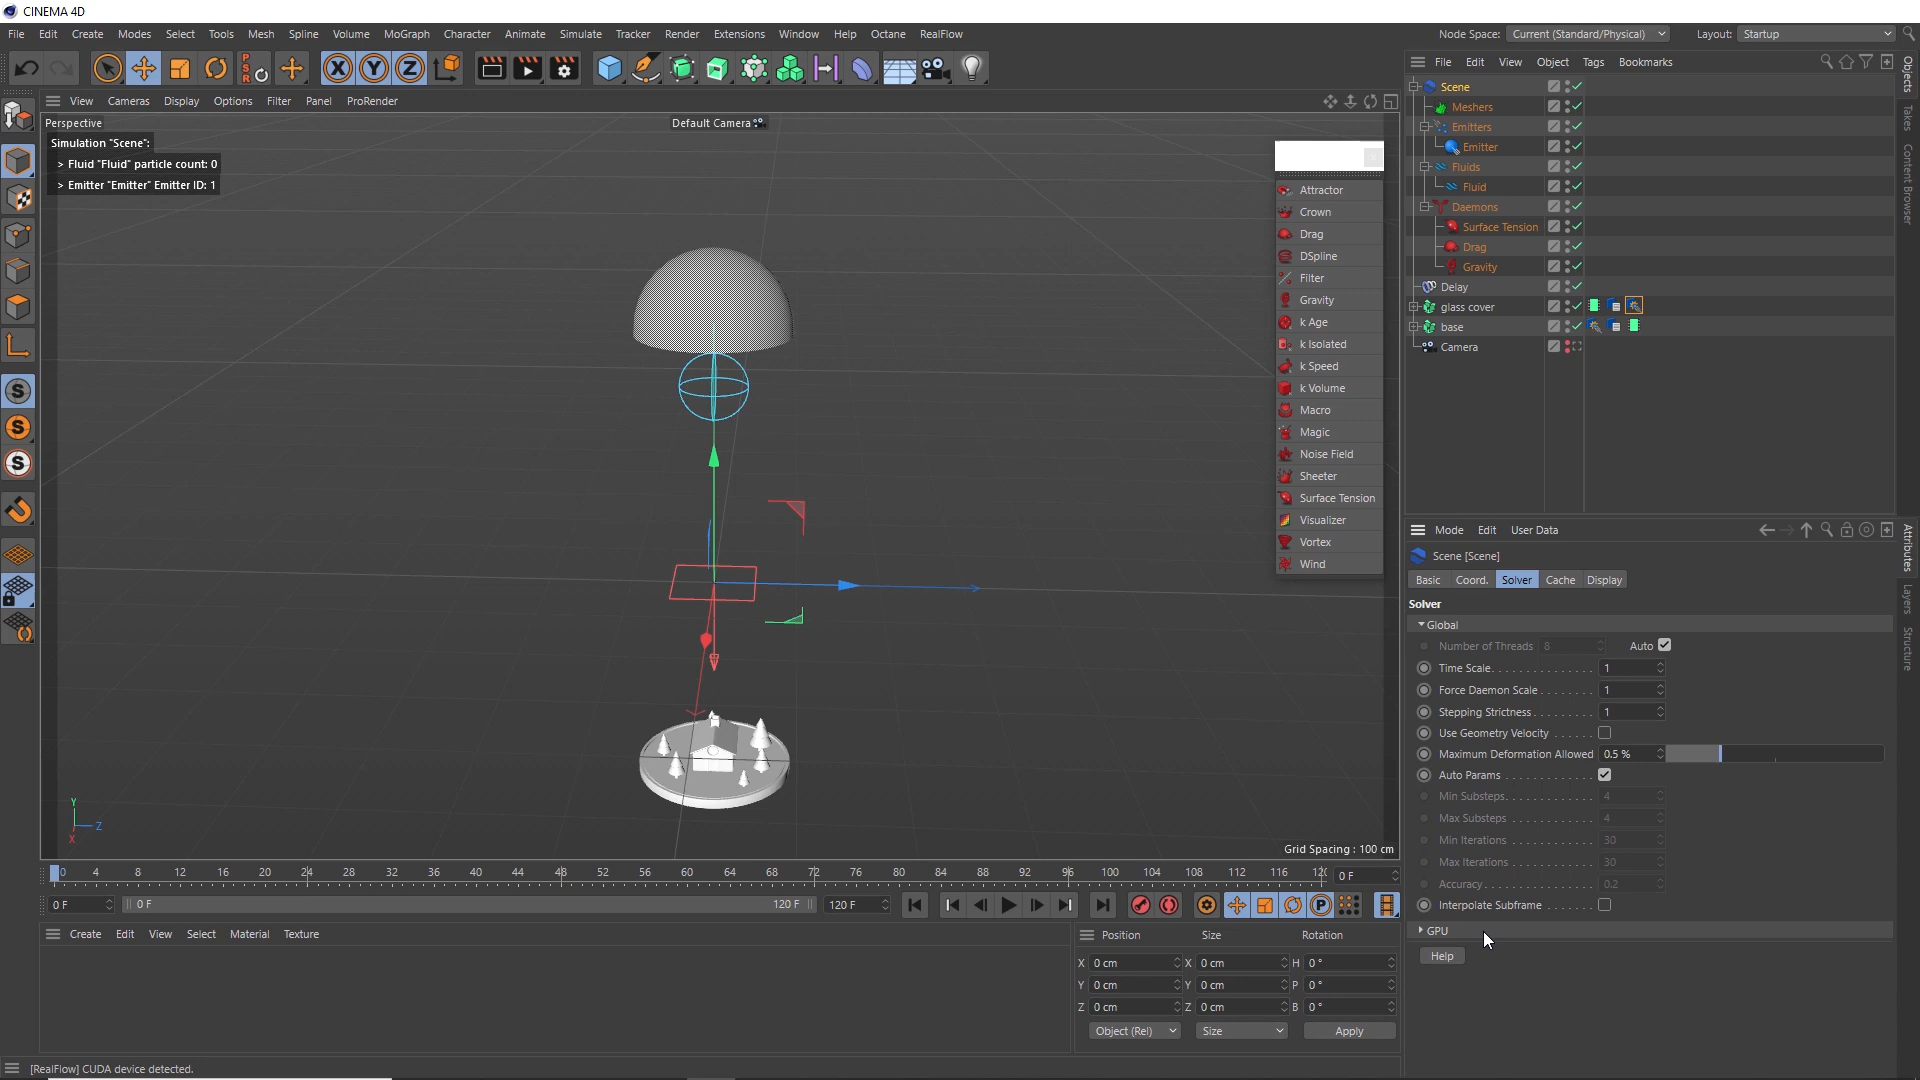 CINEMA 4D
File Edit Create Modes Select Tools Mesh Spline Volume MoGraph Character Animate Simulate Tracker Render Extensions Window Help Octane RealFlow
Node Space: Current (Standard/Physical) Layout: Startup
View Cameras Display Options Filter Panel ProRender
Perspective
Default Camera
Simulation "Scene":
> Fluid "Fluid" particle count: 0
> Emitter "Emitter" Emitter ID: 1
Attractor
Crown
Drag
DSpline
Filter
Gravity
k Age
k Isolated
k Speed
k Volume
Macro
Magic
Noise Field
Sheeter
Surface Tension
Visualizer
Vortex
Wind
Y
Z
X
Grid Spacing : 100 cm
File Edit View Object Tags Bookmarks
Scene
Meshers
Emitters
Emitter
Fluids
Fluid
Daemons
Surface Tension
Drag
Gravity
Delay
glass cover
base
Camera
Objects
Takes
Content Browser
Mode Edit User Data
Scene [Scene]
Basic Coord. Solver Cache Display
Solver
Global
Number of Threads 8 Auto
Time Scale 1
Force Daemon Scale 1
Stepping Strictness 1
Use Geometry Velocity
Maximum Deformation Allowed 0.5 %
Auto Params
Min Substeps 4
Max Substeps 4
Min Iterations 30
Max Iterations 30
Accuracy 0.2
Interpolate Subframe
GPU
Help
Attributes
Layers
Structure
0 4 8 12 16 20 24 28 32 36 40 44 48 52 56 60 64 68 72 76 80 84 88 92 96 100 104 108 112 116 120 0 F
0 F 0 F 120 F 120 F
Create Edit View Select Material Texture
Position Size Rotation
X 0 cm X 0 cm H 0 °
Y 0 cm Y 0 cm P 0 °
Z 0 cm Z 0 cm B 0 °
Object (Rel) Size Apply
[RealFlow] CUDA device detected.